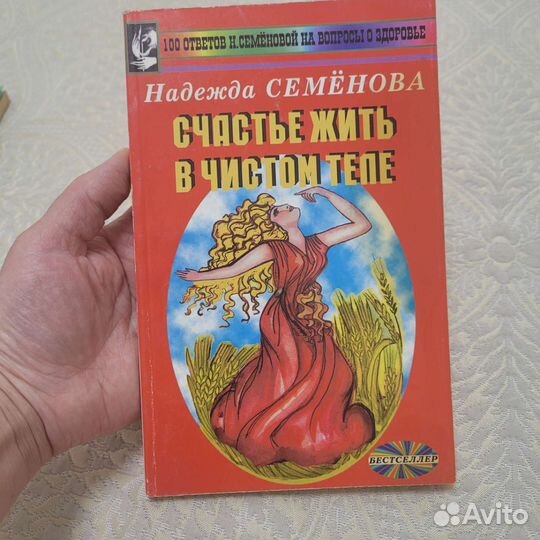 100 ОТВЕТОВ Н.СЕМЁНОВОЙ НА ВОПРОСЫ О ЗДОРОВЬЕ
Надежда СЕМЁНОВА
СЧАСТЬЕ ЖИТЬ
В ЧИСТОМ ТЕЛЕ
БЕСТСЕЛЛЕР
Avito